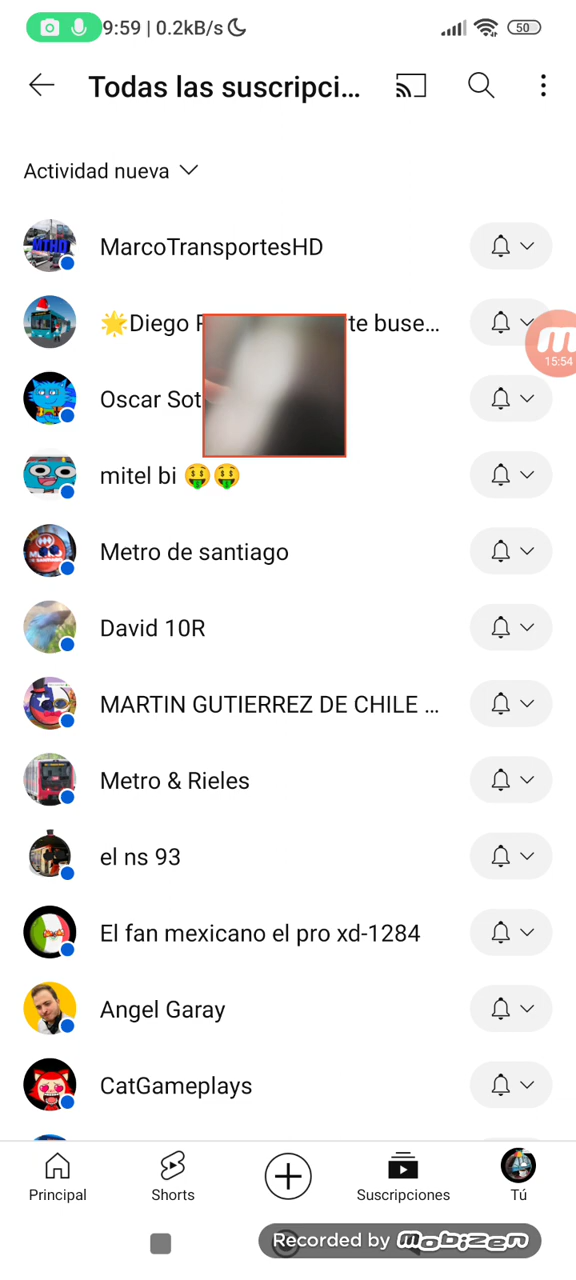 9:59 | 0.2kB/s
50
Todas las suscripci...
Actividad nueva
MTHD
MarcoTransportesHD
🌟Diego te buse...
15:54
Oscar
mitel bi 🤑🤑
Metro de santiago
David 10R
MARTIN GUTIERREZ DE CHILE ...
Metro & Rieles
el ns 93
El fan mexicano el pro xd-1284
Angel Garay
CatGameplays
Principal
Shorts
Suscripciones
Tú
Recorded by mobizen